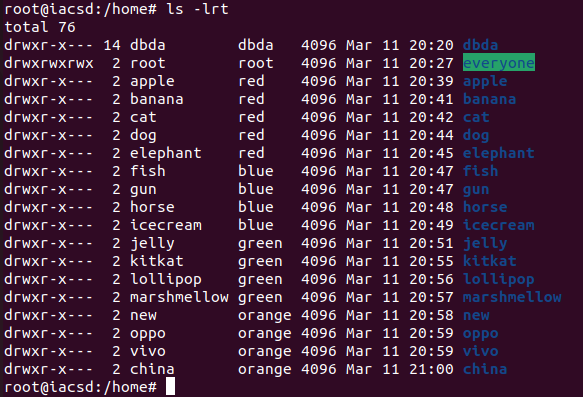 root@iacsd:/home# ls -lrt
total 76
drwxr-x--- 14 dbda        dbda   4096 Mar 11 20:20 dbda
drwxrwxrwx  2 root        root   4096 Mar 11 20:27 everyone
drwxr-x---  2 apple       red    4096 Mar 11 20:39 apple
drwxr-x---  2 banana      red    4096 Mar 11 20:41 banana
drwxr-x---  2 cat         red    4096 Mar 11 20:42 cat
drwxr-x---  2 dog         red    4096 Mar 11 20:44 dog
drwxr-x---  2 elephant    red    4096 Mar 11 20:45 elephant
drwxr-x---  2 fish        blue   4096 Mar 11 20:47 fish
drwxr-x---  2 gun         blue   4096 Mar 11 20:47 gun
drwxr-x---  2 horse       blue   4096 Mar 11 20:48 horse
drwxr-x---  2 icecream    blue   4096 Mar 11 20:49 icecream
drwxr-x---  2 jelly       green  4096 Mar 11 20:51 jelly
drwxr-x---  2 kitkat      green  4096 Mar 11 20:55 kitkat
drwxr-x---  2 lollipop    green  4096 Mar 11 20:56 lollipop
drwxr-x---  2 marshmellow green  4096 Mar 11 20:57 marshmellow
drwxr-x---  2 new         orange 4096 Mar 11 20:58 new
drwxr-x---  2 oppo        orange 4096 Mar 11 20:59 oppo
drwxr-x---  2 vivo        orange 4096 Mar 11 20:59 vivo
drwxr-x---  2 china       orange 4096 Mar 11 21:00 china
root@iacsd:/home#